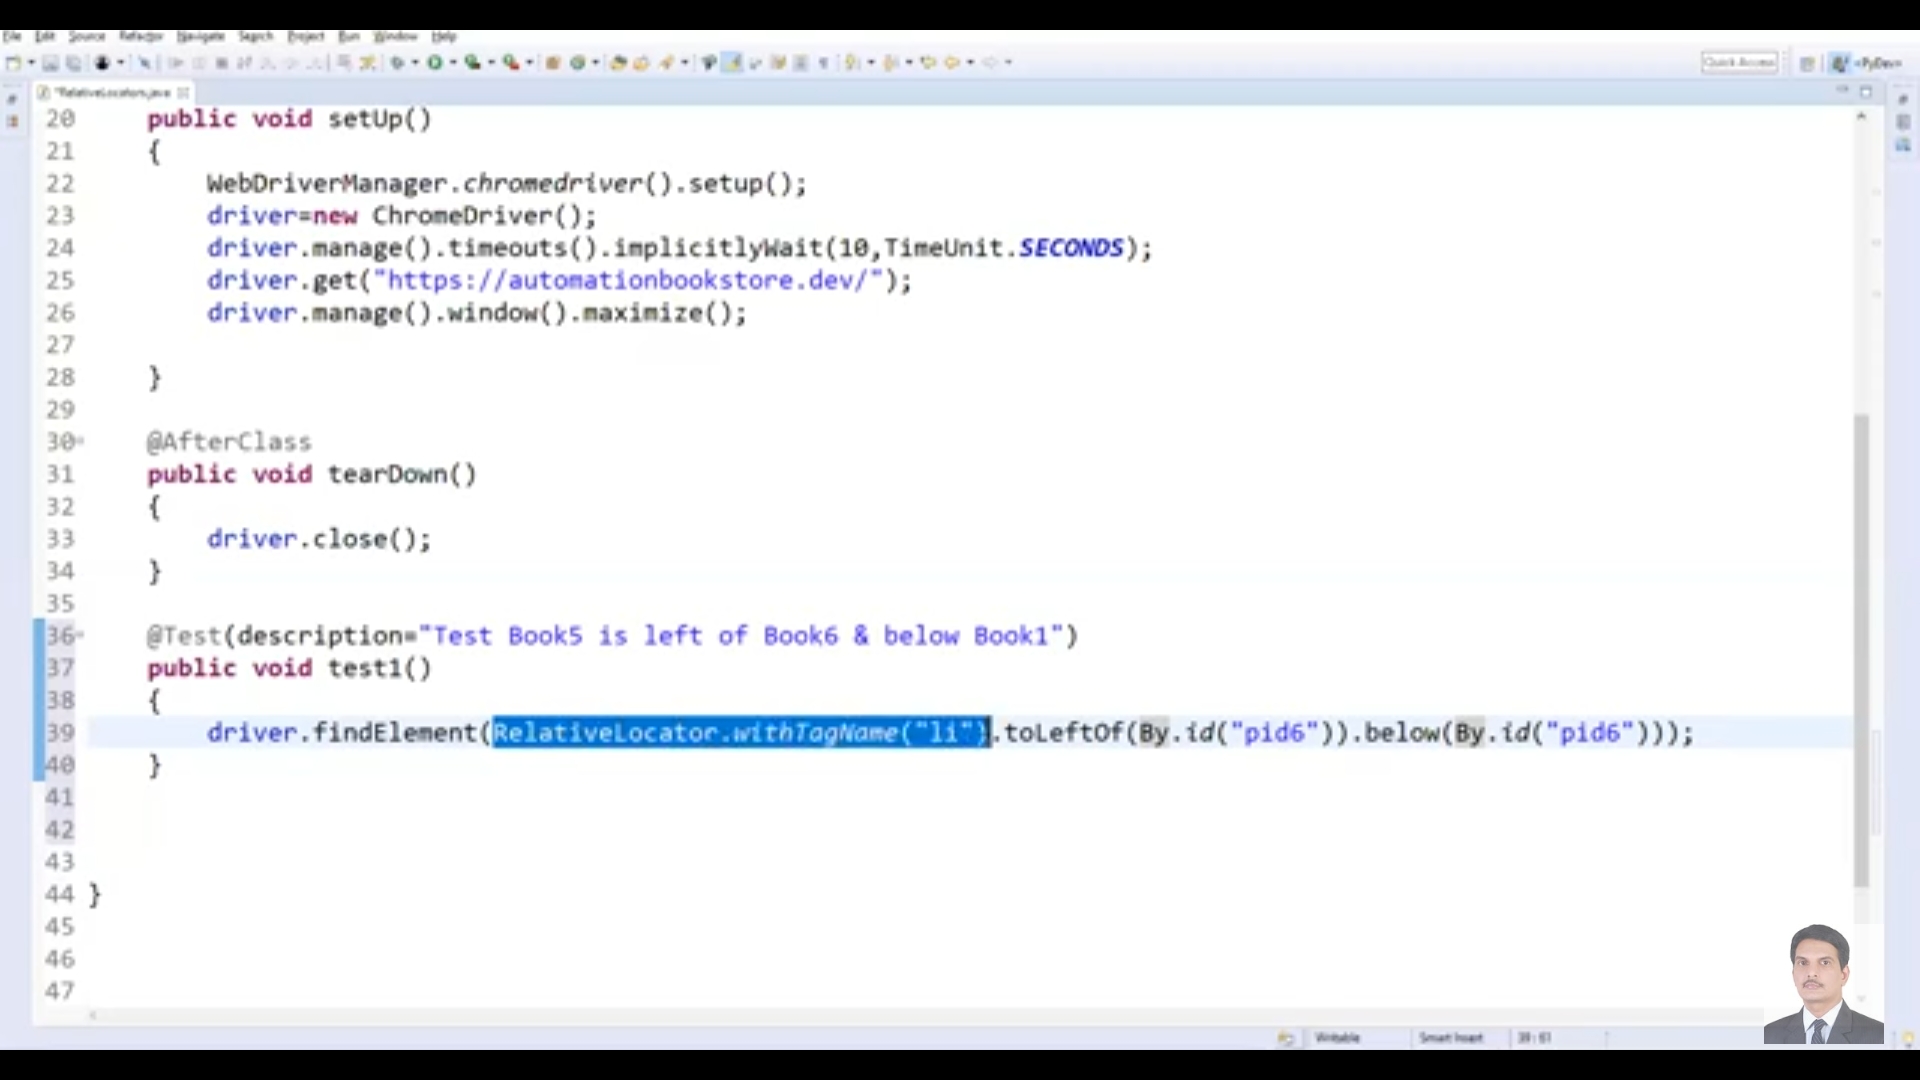 File Edit Source Refactor Navigate Search Project Run Window Help
Quick Access
<PyDev>
*RelativeLocators.java
20 public void setUp()
21 {
22 WebDriverManager.chromedriver().setup();
23 driver=new ChromeDriver();
24 driver.manage().timeouts().implicitlyWait(10,TimeUnit.SECONDS);
25 driver.get("https://automationbookstore.dev/");
26 driver.manage().window().maximize();
27
28 }
29
30 @AfterClass
31 public void tearDown()
32 {
33 driver.close();
34 }
35
36 @Test(description="Test Book5 is left of Book6 & below Book1")
37 public void test1()
38 {
39 driver.findElement(RelativeLocator.withTagName("li").toLeftOf(By.id("pid6")).below(By.id("pid6")));
40 }
41
42
43
44 }
45
46
47
Writable Smart Insert 39:61